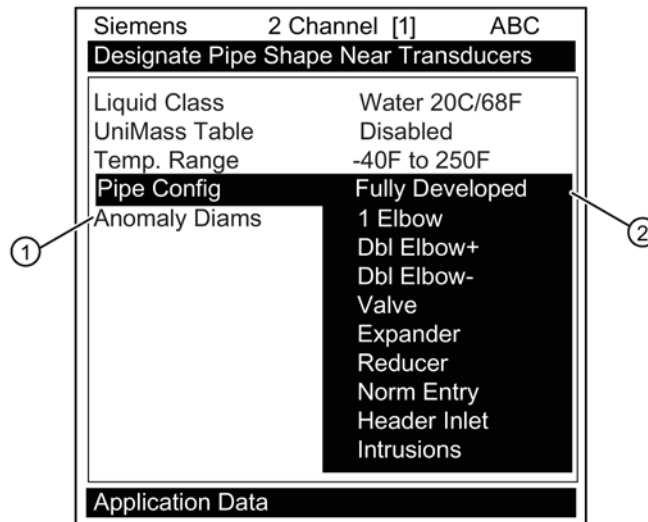 Siemens 2 Channel [1] ABC
Designate Pipe Shape Near Transducers
Liquid Class Water 20C/68F
UniMass Table Disabled
Temp. Range -40F to 250F
Pipe Config Fully Developed
Anomaly Diams 1 Elbow
Dbl Elbow+
Dbl Elbow-
Valve
Expander
Reducer
Norm Entry
Header Inlet
Intrusions
Application Data
1
2